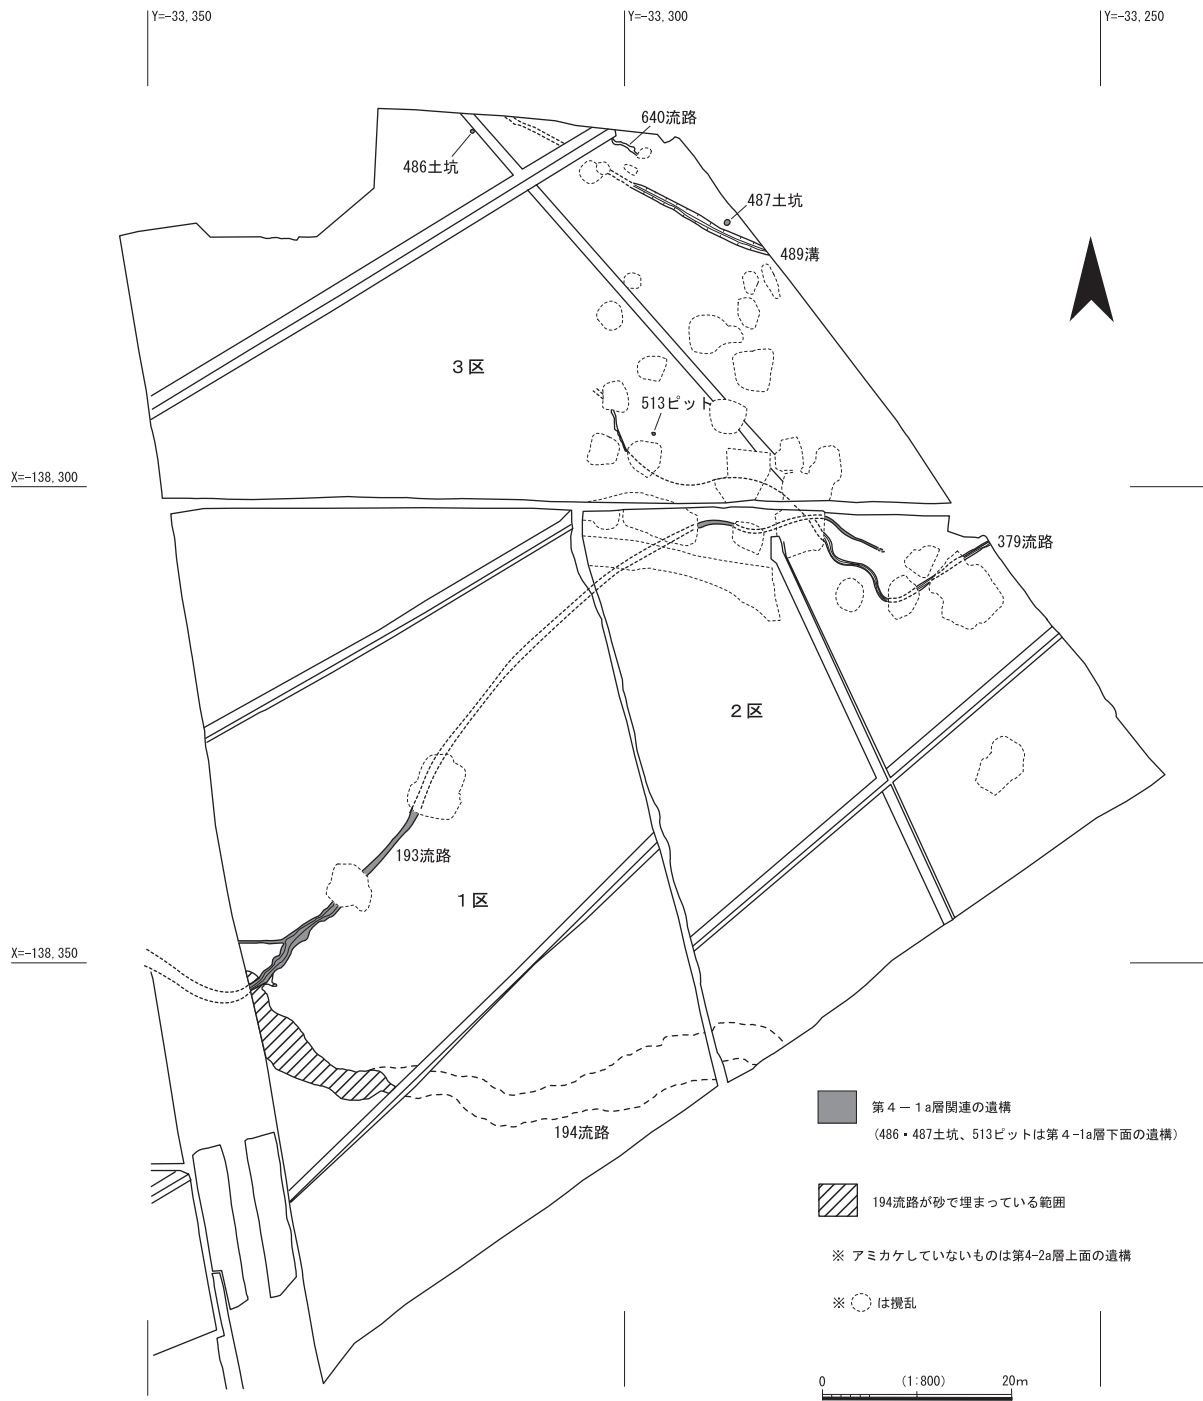 Y=-33,350
Y=-33,300
Y=-33,250
640流路
486土坑
487土坑
489溝
3区
513ピット
X=-138,300
379流路
2区
193流路
1区
X=-138,350
194流路
第4-1a層関連の遺構
(486・487土坑、513ピットは第4-1a層下面の遺構)
194流路が砂で埋まっている範囲
※ アミカケしていないものは第4-2a層上面の遺構
※ は攪乱
0 (1:800) 20m